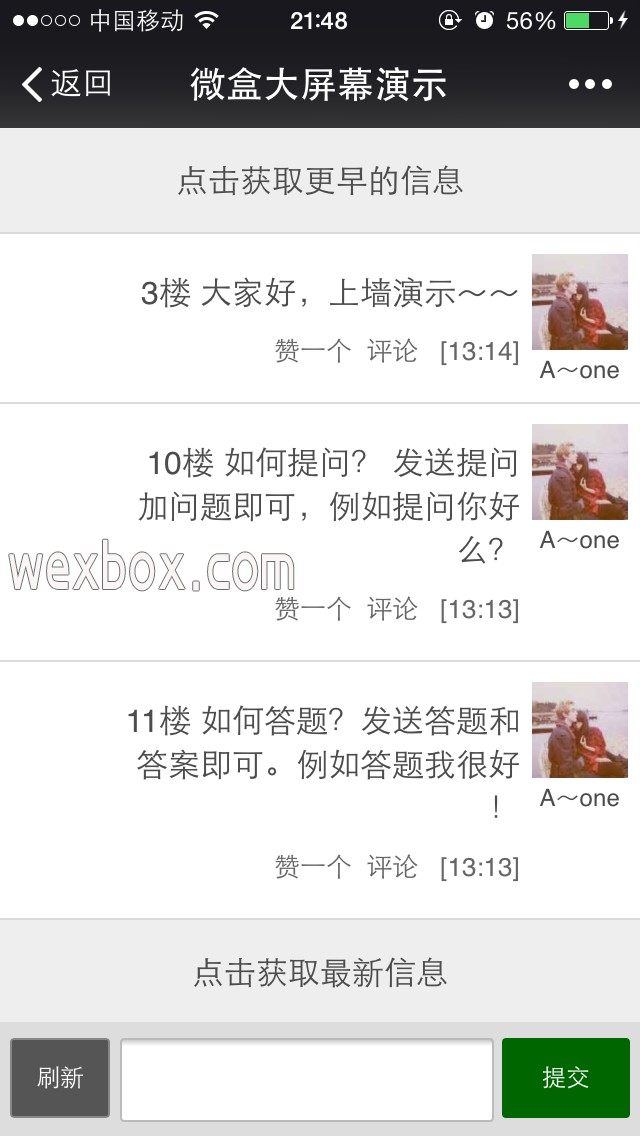 中国移动 21:48 56%
返回 微盒大屏幕演示
点击获取更早的信息
3楼 大家好，上墙演示～～
赞一个 评论 [13:14]
A～one
10楼 如何提问？ 发送提问
加问题即可，例如提问你好
么？
A～one
wexbox.com
赞一个 评论 [13:13]
11楼 如何答题？发送答题和
答案即可。例如答题我很好
！
A～one
赞一个 评论 [13:13]
点击获取最新信息
刷新 提交